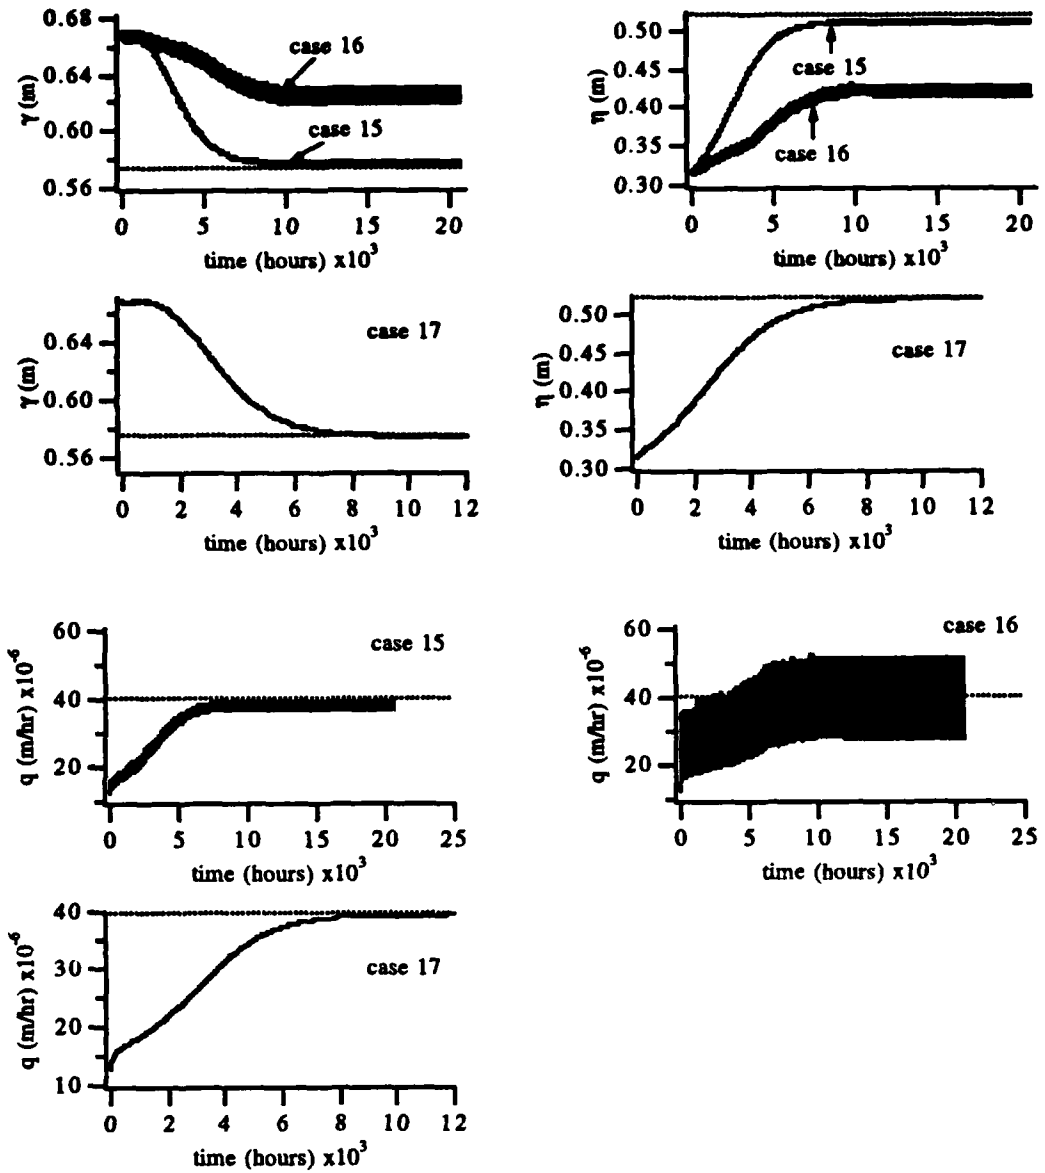 0.68
0.64
0.60
0.56
γ (m)
case 16
case 15
0 5 10 15 20
time (hours) x10³
0.50
0.45
0.40
0.35
0.30
η (m)
case 15
case 16
0 5 10 15 20
time (hours) x10³
0.64
0.60
0.56
γ (m)
case 17
0 2 4 6 8 10 12
time (hours) x10³
0.50
0.45
0.40
0.35
0.30
η (m)
case 17
0 2 4 6 8 10 12
time (hours) x10³
60
40
20
q (m/hr) x10⁻⁶
case 15
0 5 10 15 20 25
time (hours) x10³
60
40
20
q (m/hr) x10⁻⁶
case 16
0 5 10 15 20 25
time (hours) x10³
40
30
20
10
q (m/hr) x10⁻⁶
case 17
0 2 4 6 8 10 12
time (hours) x10³